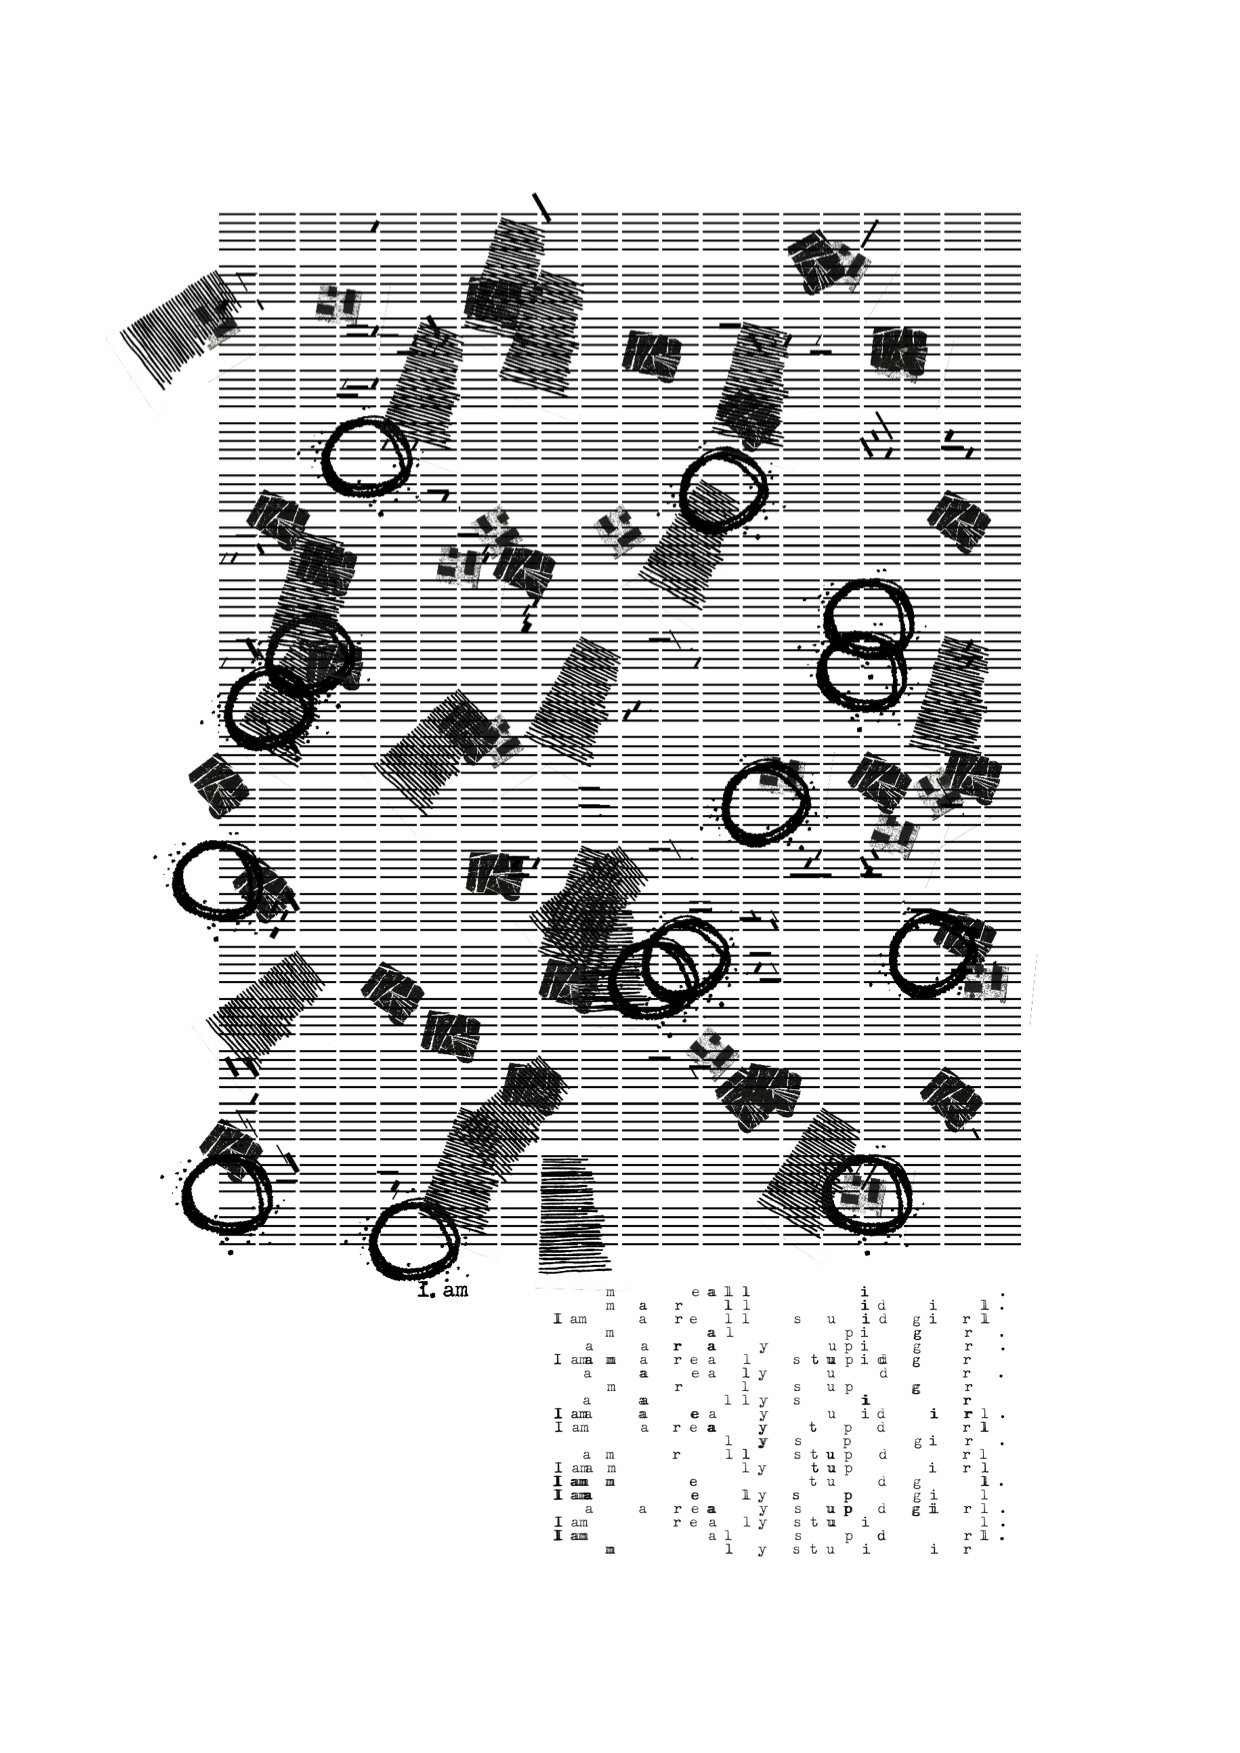 I. am
m e a l l i .
m a r l l i d i l .
I am a r e l l s u i d g i r l
m a l p i g r .
a a r a y u p i g r .
I am a m a r e a l s t u p i d g r
a a e a l y u d r .
m r l s u p g r
a a l l y s i r
I am a a e a y u i d i r l .
I am a r e a y t p d r l
l y s p g i r .
a m r l l s t u p d r l
I am a m l y t u p i r l
I am m e t u d g l
I am a e l y s p g i l
a a r e a y s u p d g i r l .
I am r e a l y s t u i l .
I am a l s p d r l .
m l y s t u i i r